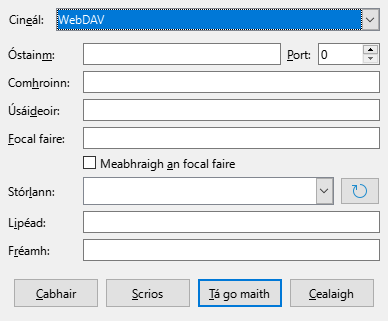 Cineál: WebDAV
Óstainm: Port: 0
Comhroinn:
Úsáideoir:
Focal faire:
Meabhraigh an focal faire
Stórlann:
Lipéad:
Fréamh:
Cabhair Scrios Tá go maith Cealaigh